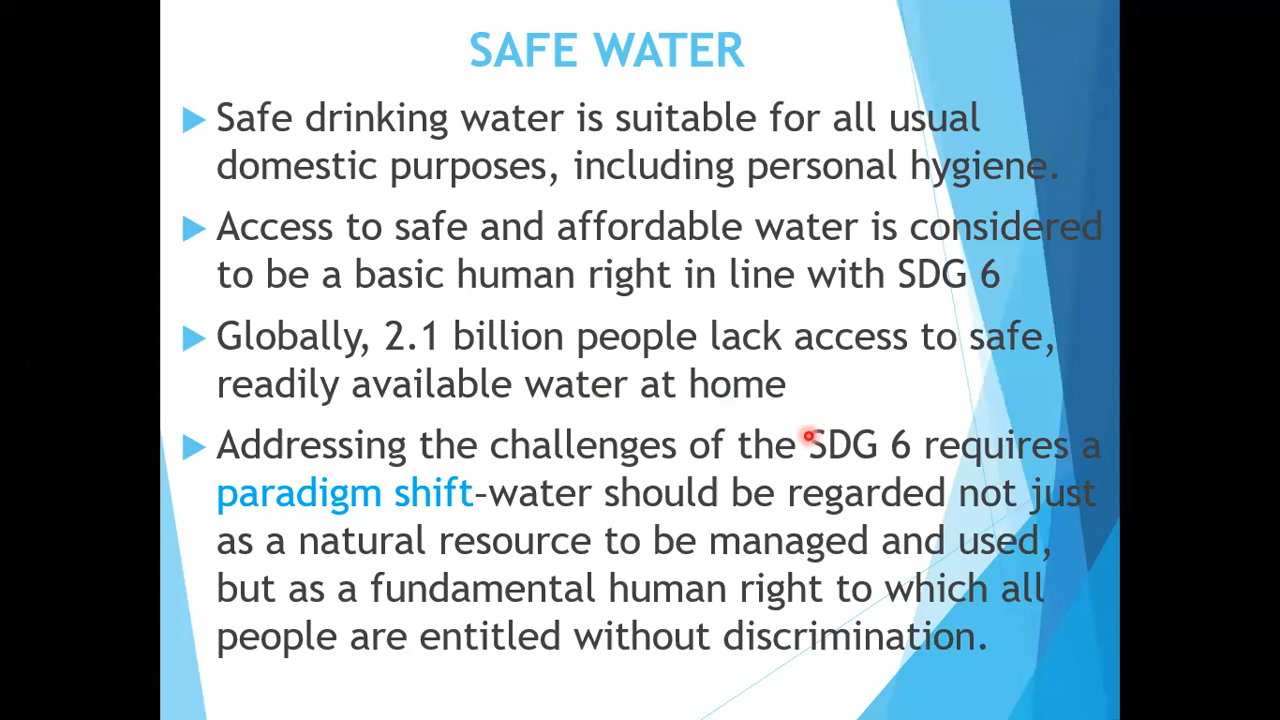 SAFE WATER
Safe drinking water is suitable for all usual
domestic purposes, including personal hygiene.
Access to safe and affordable water is considered
to be a basic human right in line with SDG 6
Globally, 2.1 billion people lack access to safe,
readily available water at home
Addressing the challenges of the SDG 6 requires a
paradigm shift-water should be regarded not just
as a natural resource to be managed and used,
but as a fundamental human right to which all
people are entitled without discrimination.